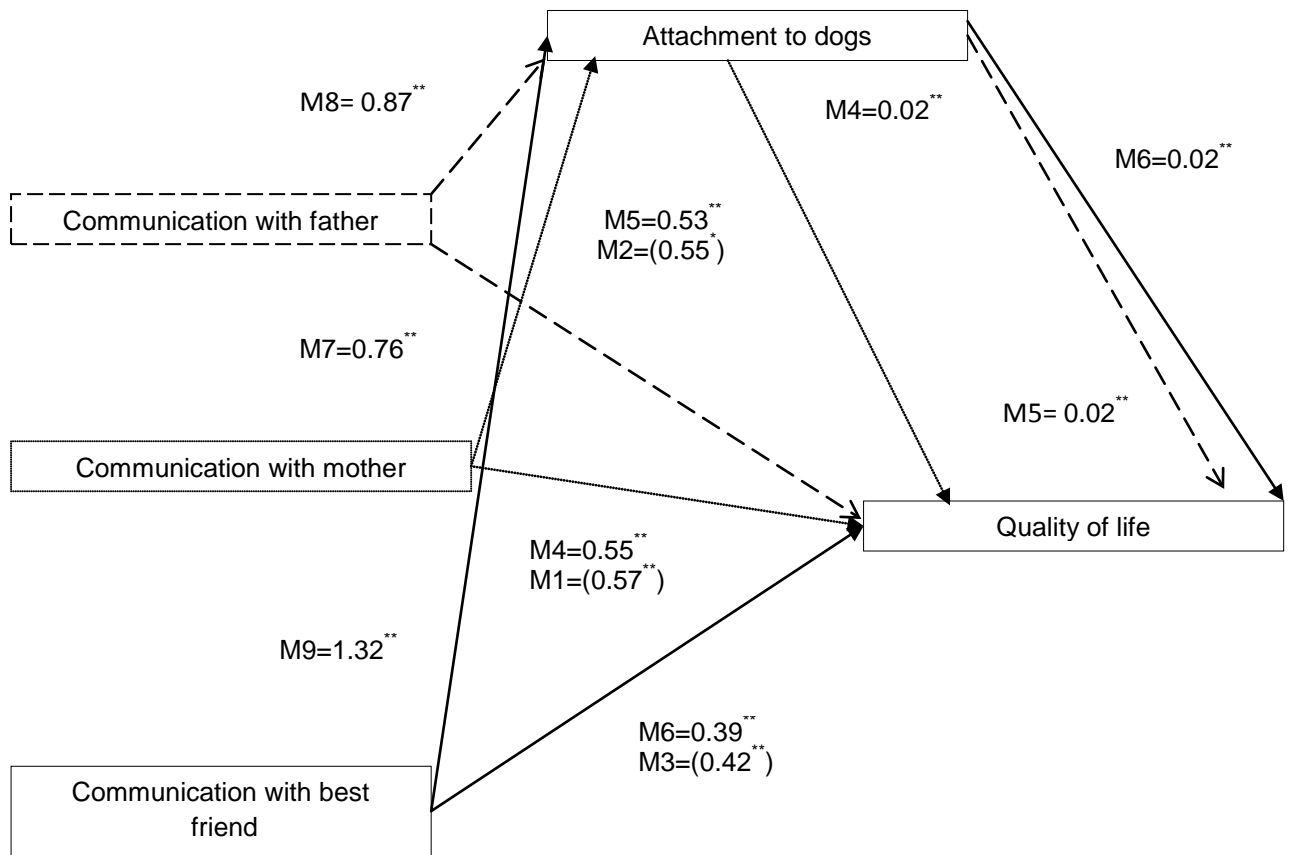 Attachment to dogs
M8= 0.87**
M4=0.02**
M6=0.02**
Communication with father
M5=0.53**
M2=(0.55*)
M7=0.76**
M5= 0.02**
Communication with mother
Quality of life
M4=0.55**
M1=(0.57**)
M9=1.32**
M6=0.39**
M3=(0.42**)
Communication with best
friend